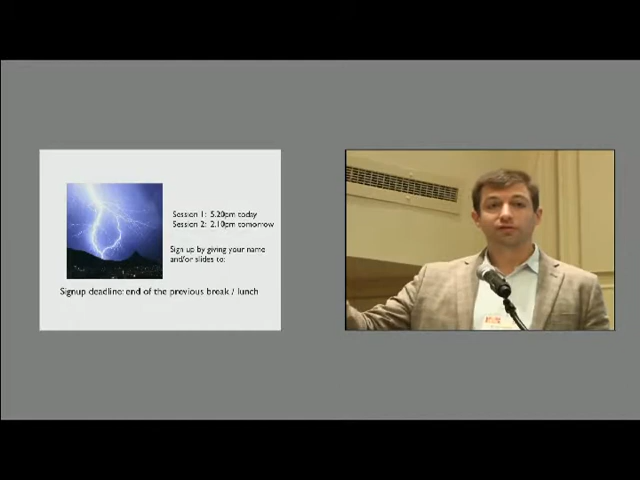 Session 1: 5.20pm today
Session 2: 2.10pm tomorrow
Sign up by giving your name
and/or slides to:
Signup deadline: end of the previous break / lunch